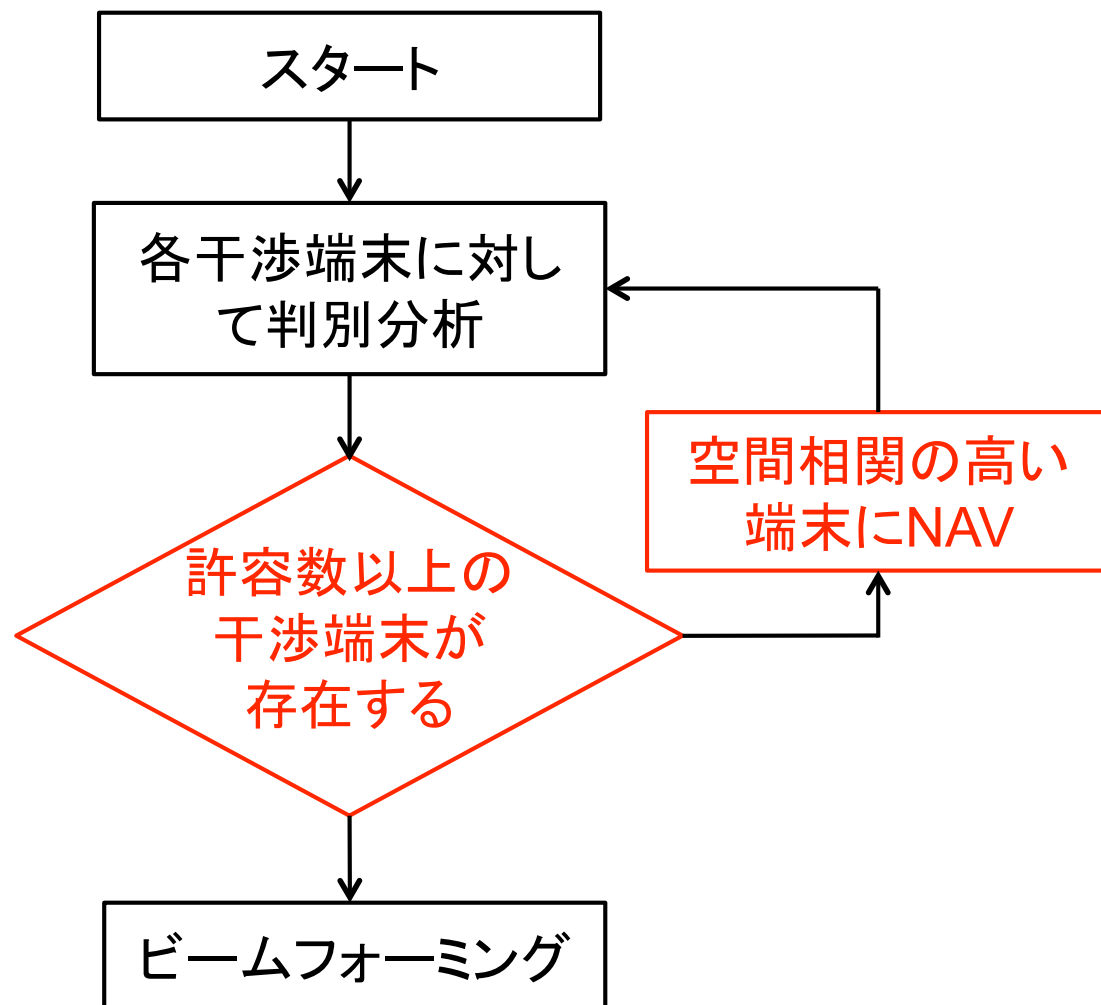 スタート
各干渉端末に対し
て判別分析
空間相関の高い
端末にNAV
許容数以上の
干渉端末が
存在する
ビームフォーミング